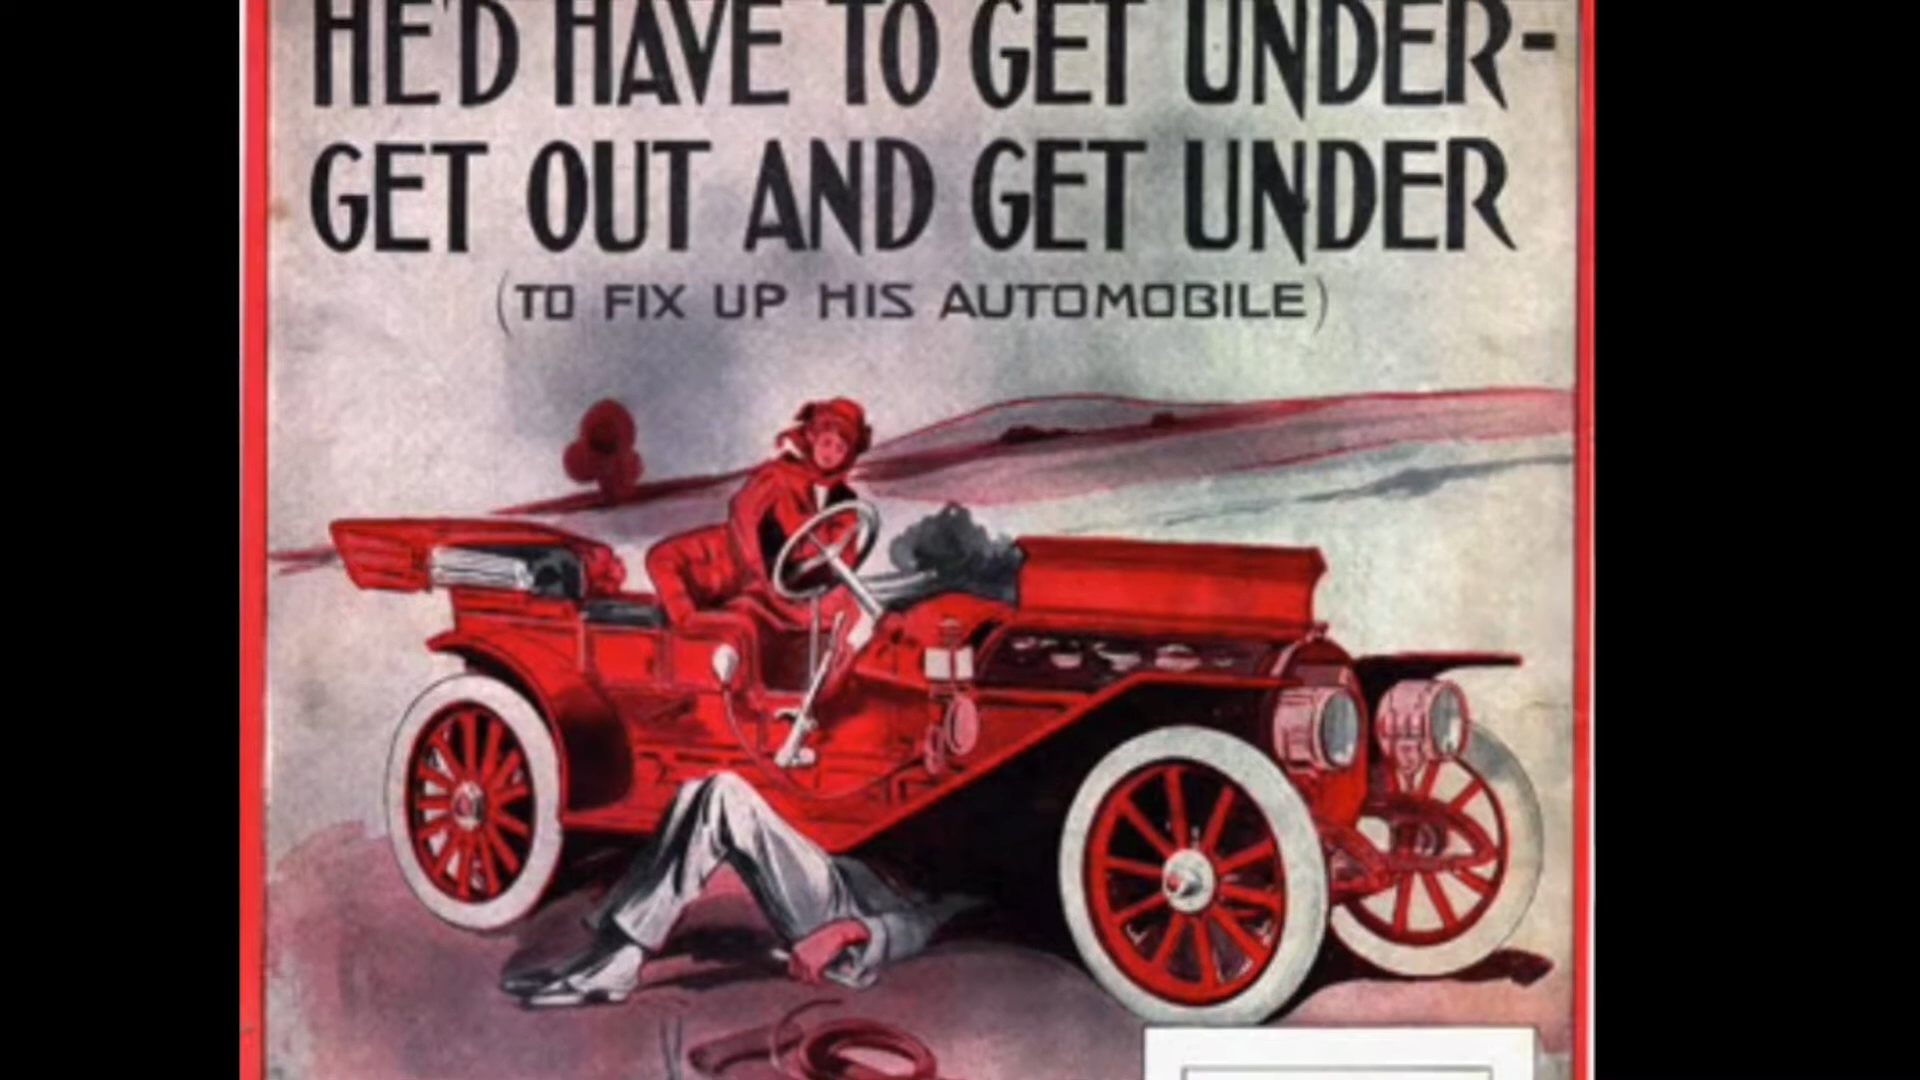 HE'D HAVE TO GET UNDER-
GET OUT AND GET UNDER
(TO FIX UP HIS AUTOMOBILE)